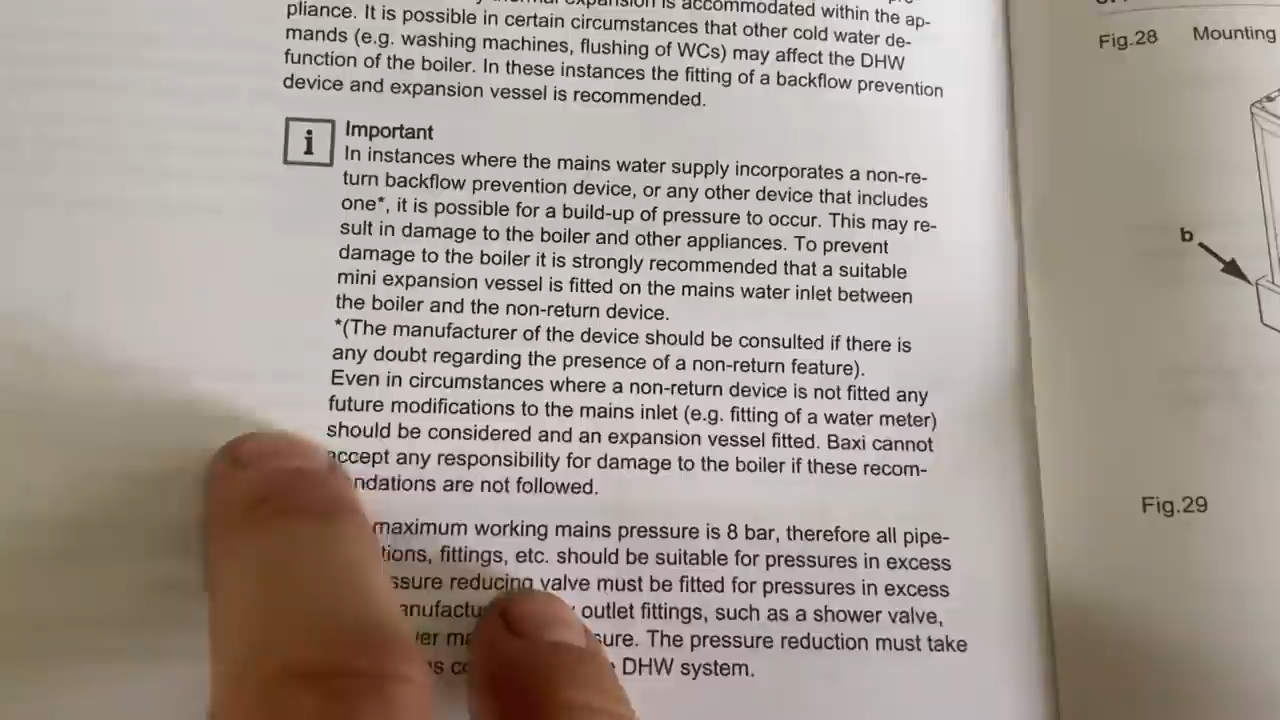 expansion is accommodated within the ap-
pliance. It is possible in certain circumstances that other cold water de-
mands (e.g. washing machines, flushing of WCs) may affect the DHW
function of the boiler. In these instances the fitting of a backflow prevention
device and expansion vessel is recommended.
i
Important
In instances where the mains water supply incorporates a non-re-
turn backflow prevention device, or any other device that includes
one*, it is possible for a build-up of pressure to occur. This may re-
sult in damage to the boiler and other appliances. To prevent
damage to the boiler it is strongly recommended that a suitable
mini expansion vessel is fitted on the mains water inlet between
the boiler and the non-return device.
*(The manufacturer of the device should be consulted if there is
any doubt regarding the presence of a non-return feature).
Even in circumstances where a non-return device is not fitted any
future modifications to the mains inlet (e.g. fitting of a water meter)
should be considered and an expansion vessel fitted. Baxi cannot
accept any responsibility for damage to the boiler if these recom-
ndations are not followed.
maximum working mains pressure is 8 bar, therefore all pipe-
tions, fittings, etc. should be suitable for pressures in excess
ssure reducing valve must be fitted for pressures in excess
anufactu outlet fittings, such as a shower valve,
sure. The pressure reduction must take
DHW system.
Fig.28 Mounting
b
Fig.29